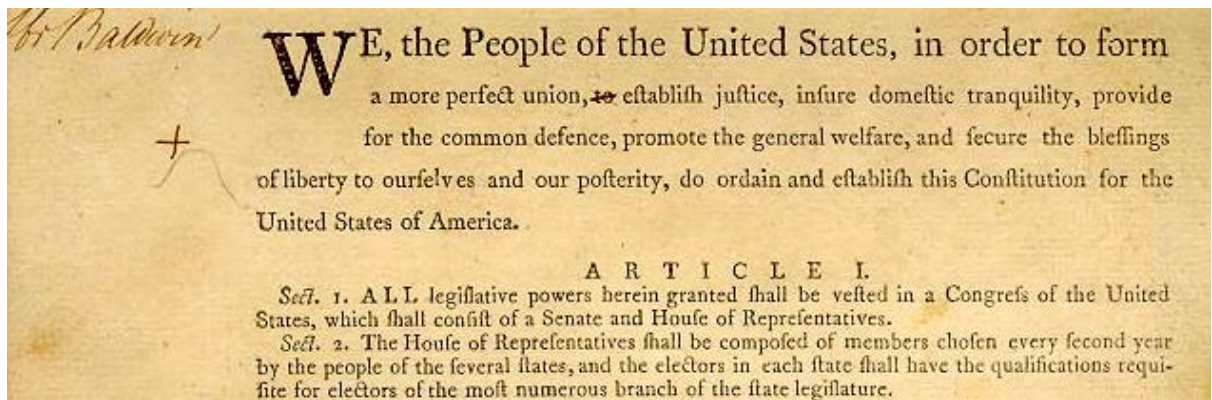 Mr Baldwin
WE, the People of the United States, in order to form
a more perfect union, to eſtabliſh juſtice, inſure domeſtic tranquility, provide
for the common defence, promote the general welfare, and ſecure the bleſſings
of liberty to ourſelves and our poſterity, do ordain and eſtabliſh this Conſtitution for the
United States of America.
ARTICLE I.
Sect. 1. ALL legiſlative powers herein granted ſhall be veſted in a Congreſs of the United
States, which ſhall conſiſt of a Senate and Houſe of Repreſentatives.
Sect. 2. The Houſe of Repreſentatives ſhall be compoſed of members choſen every ſecond year
by the people of the ſeveral ſtates, and the electors in each ſtate ſhall have the qualifications requi-
ſite for electors of the moſt numerous branch of the ſtate legiſlature.